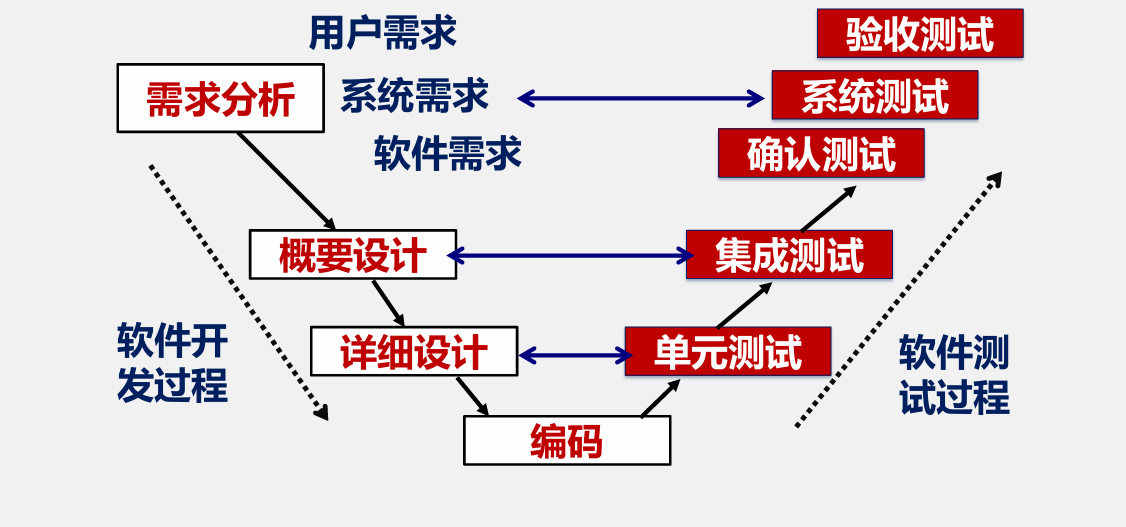 用户需求
验收测试
需求分析
系统需求
系统测试
软件需求
确认测试
概要设计
集成测试
软件开
发过程
详细设计
单元测试
软件测
试过程
编码